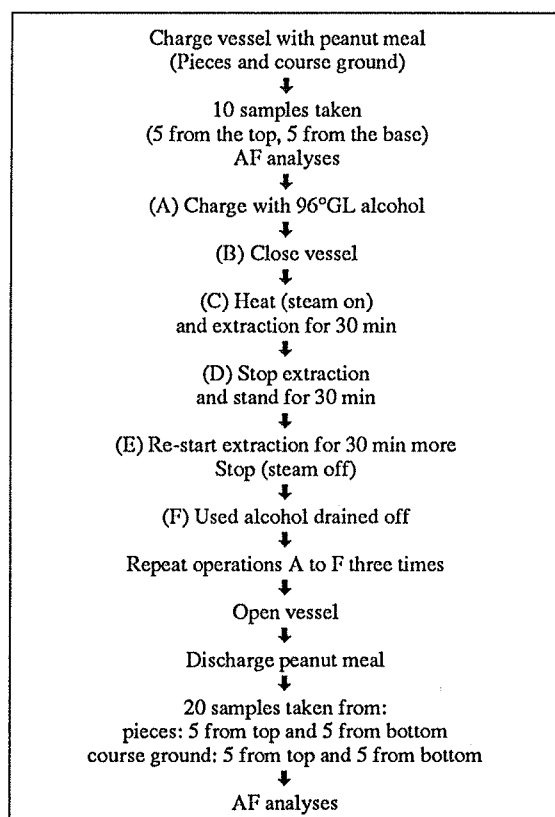 Charge vessel with peanut meal
(Pieces and course ground)
10 samples taken
(5 from the top, 5 from the base)
AF analyses
(A) Charge with 96°GL alcohol
(B) Close vessel
(C) Heat (steam on)
and extraction for 30 min
(D) Stop extraction
and stand for 30 min
(E) Re-start extraction for 30 min more
Stop (steam off)
(F) Used alcohol drained off
Repeat operations A to F three times
Open vessel
Discharge peanut meal
20 samples taken from:
pieces: 5 from top and 5 from bottom
course ground: 5 from top and 5 from bottom
AF analyses